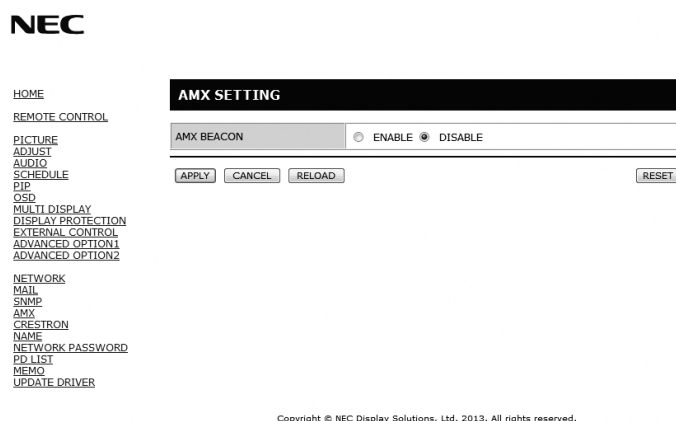 NEC
HOME
REMOTE CONTROL
PICTURE
ADJUST
AUDIO
SCHEDULE
PIP
OSD
MULTI DISPLAY
DISPLAY PROTECTION
EXTERNAL CONTROL
ADVANCED OPTION1
ADVANCED OPTION2
NETWORK
MAIL
SNMP
AMX
CRESTRON
NAME
NETWORK PASSWORD
PD LIST
MEMO
UPDATE DRIVER
AMX SETTING
AMX BEACON ENABLE DISABLE
APPLY CANCEL RELOAD RESET
Copyright © NEC Display Solutions, Ltd. 2013. All rights reserved.